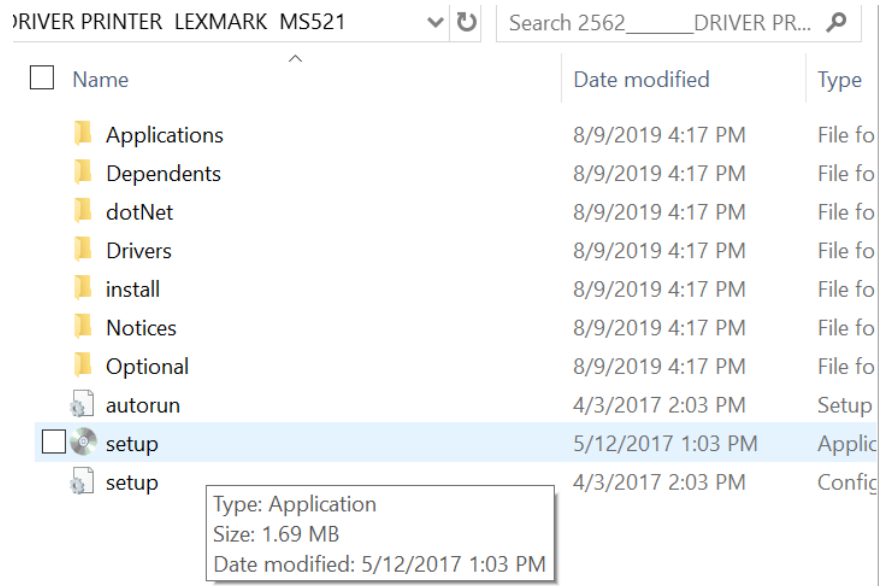 RIVER PRINTER LEXMARK MS521 Search 2562______DRIVER PR...
Name Date modified Type
Applications 8/9/2019 4:17 PM File fo
Dependents 8/9/2019 4:17 PM File fo
dotNet 8/9/2019 4:17 PM File fo
Drivers 8/9/2019 4:17 PM File fo
install 8/9/2019 4:17 PM File fo
Notices 8/9/2019 4:17 PM File fo
Optional 8/9/2019 4:17 PM File fo
autorun 4/3/2017 2:03 PM Setup
setup 5/12/2017 1:03 PM Applic
setup 4/3/2017 2:03 PM Config
Type: Application
Size: 1.69 MB
Date modified: 5/12/2017 1:03 PM